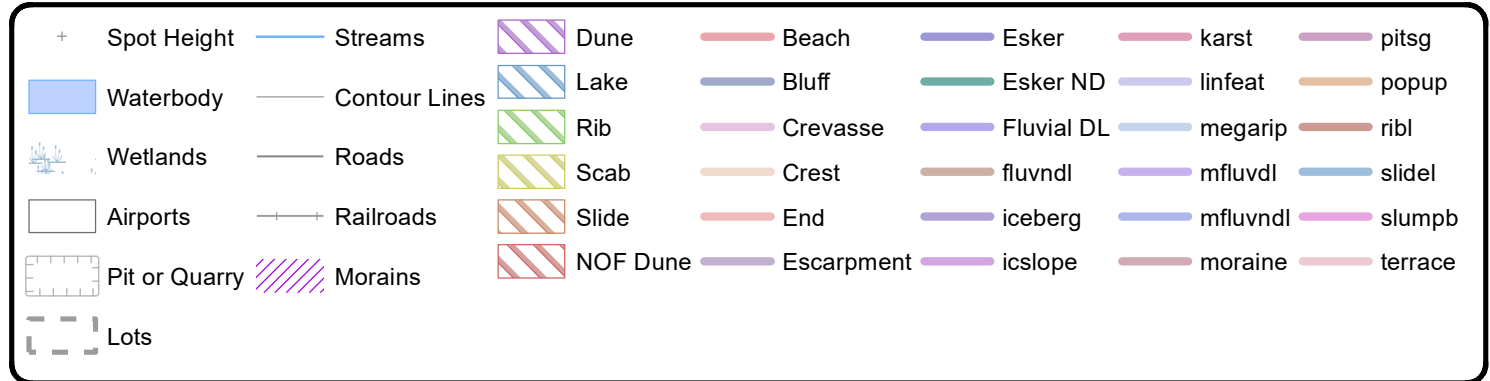 Spot Height
Waterbody
Wetlands
Airports
Pit or Quarry
Lots
Streams
Contour Lines
Roads
Railroads
Morains
Dune
Lake
Rib
Scab
Slide
NOF Dune
Beach
Bluff
Crevasse
Crest
End
Escarpment
Esker
Esker ND
Fluvial DL
fluvndl
iceberg
icslope
karst
linfeat
megarip
mfluvdl
mfluvndl
moraine
pitsg
popup
ribl
slidel
slumpb
terrace